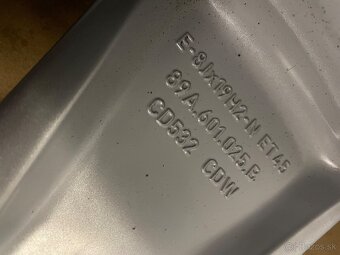 E-8Jx19H2-N ET45
89A.601.025.B.
CD532 CDW